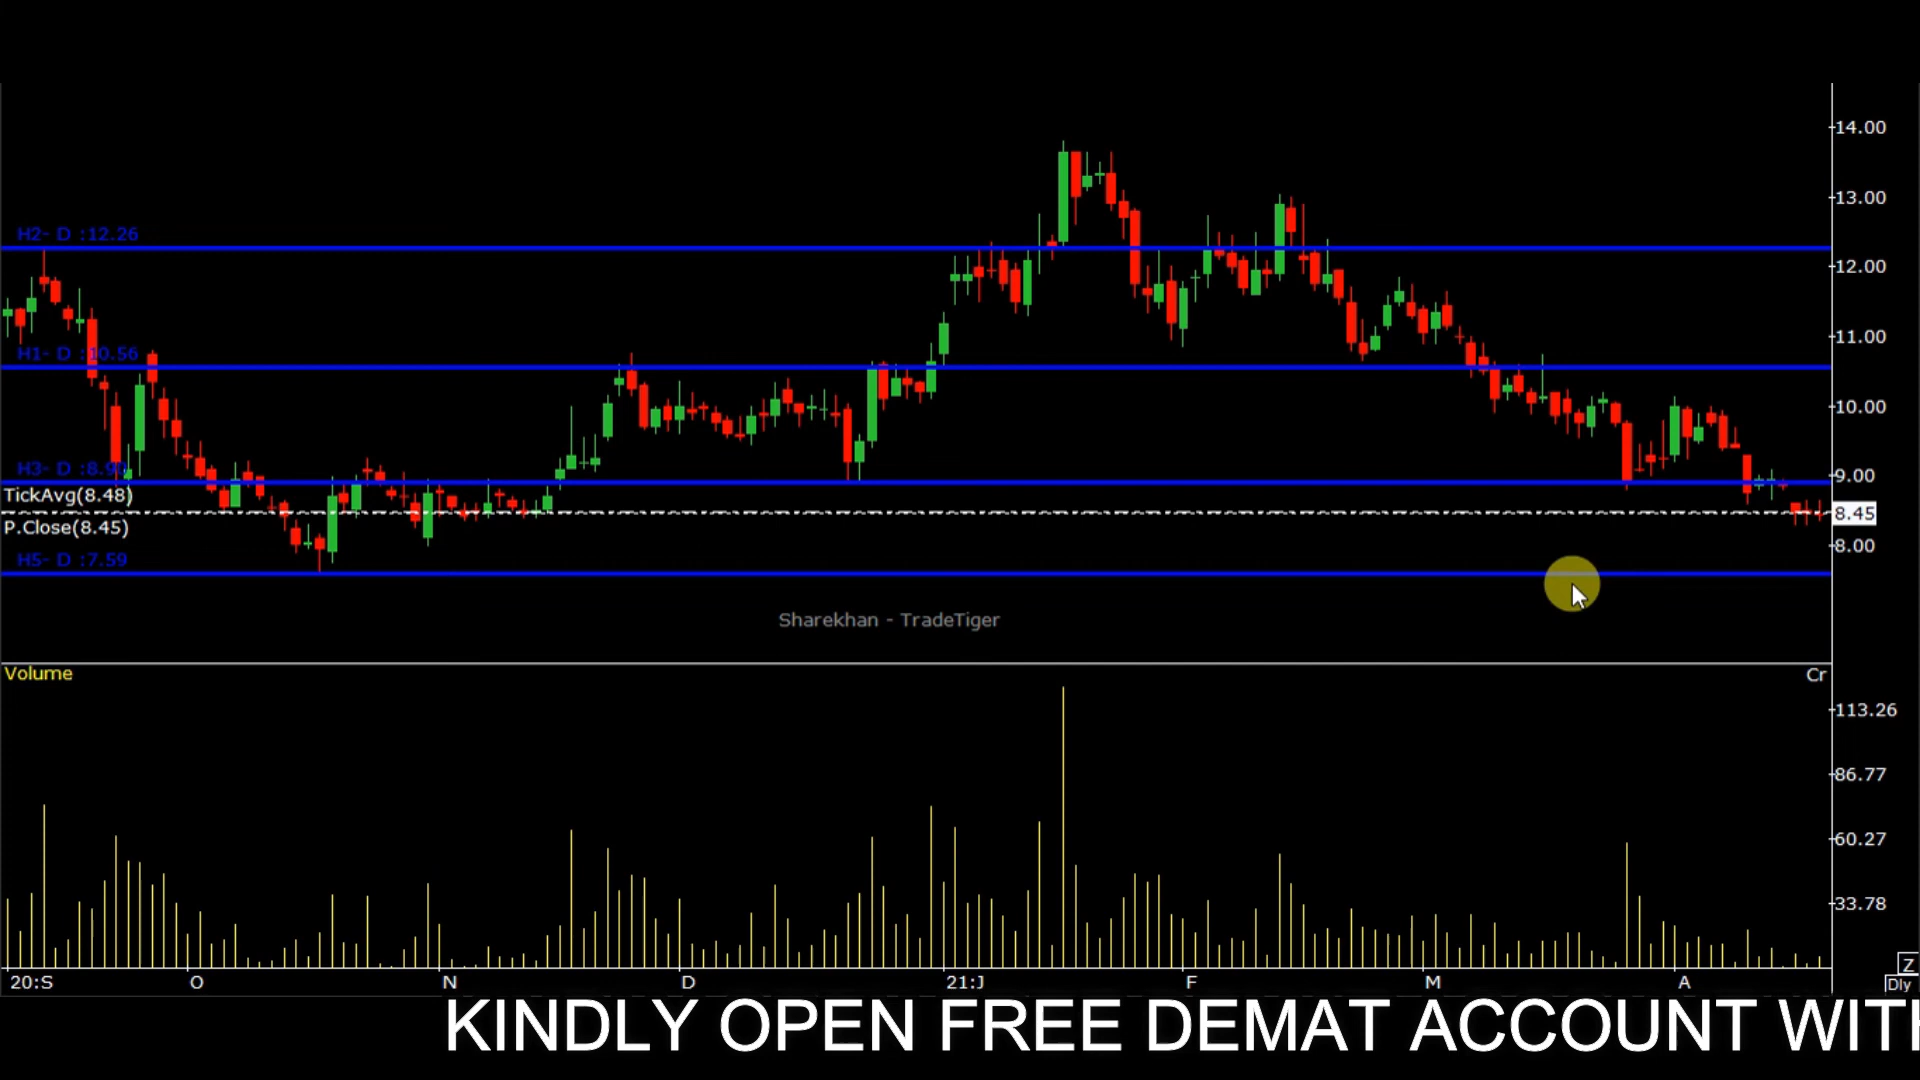 14.00
13.00
H2- D :12.26
12.00
11.00
H1- D :10.56
10.00
H3- D :8.90
9.00
TickAvg(8.48)
8.45
P.Close(8.45)
8.00
H5- D :7.59
Sharekhan - TradeTiger
Volume
Cr
113.26
86.77
60.27
33.78
Z
20:S O N D 21:J F M A
Dly
KINDLY OPEN FREE DEMAT ACCOUNT WITH